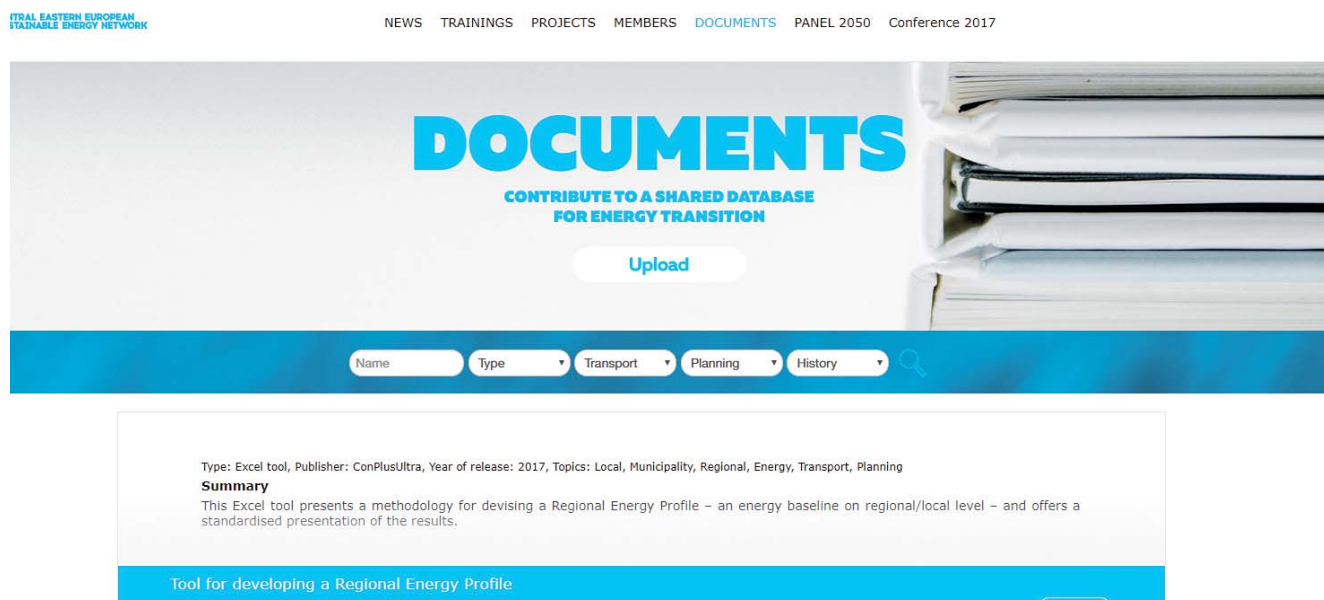 NTRAL EASTERN EUROPEAN
STAINABLE ENERGY NETWORK
NEWS TRAININGS PROJECTS MEMBERS DOCUMENTS PANEL 2050 Conference 2017
DOCUMENTS
CONTRIBUTE TO A SHARED DATABASE
FOR ENERGY TRANSITION
Upload
Name Type Transport Planning History
Type: Excel tool, Publisher: ConPlusUltra, Year of release: 2017, Topics: Local, Municipality, Regional, Energy, Transport, Planning
Summary
This Excel tool presents a methodology for devising a Regional Energy Profile – an energy baseline on regional/local level – and offers a
standardised presentation of the results.
Tool for developing a Regional Energy Profile